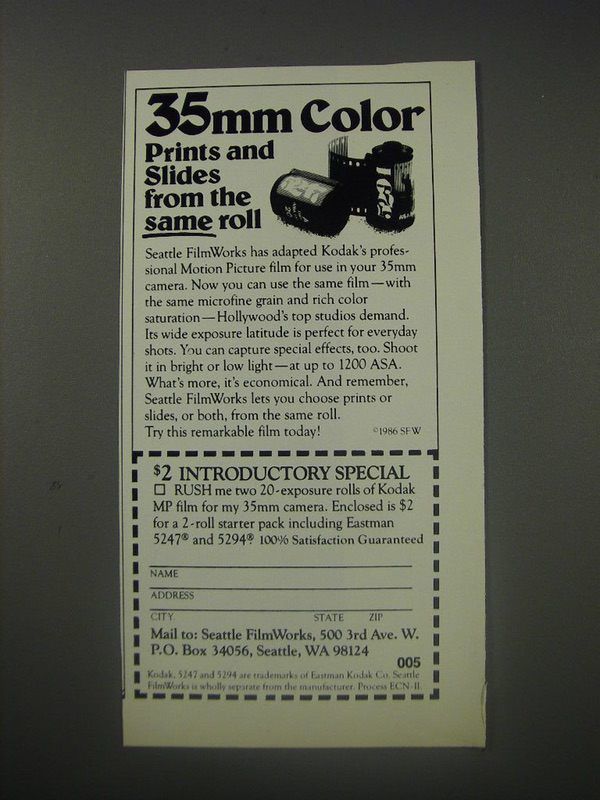 35mm Color
Prints and
Slides
from the
same roll
5247
Seattle FilmWorks has adapted Kodak's profes-
sional Motion Picture film for use in your 35mm
camera. Now you can use the same film—with
the same microfine grain and rich color
saturation—Hollywood's top studios demand.
Its wide exposure latitude is perfect for everyday
shots. You can capture special effects, too. Shoot
it in bright or low light—at up to 1200 ASA.
What's more, it's economical. And remember,
Seattle FilmWorks lets you choose prints or
slides, or both, from the same roll.
Try this remarkable film today! ©1986 SFW
$2 INTRODUCTORY SPECIAL
☐ RUSH me two 20-exposure rolls of Kodak
MP film for my 35mm camera. Enclosed is $2
for a 2-roll starter pack including Eastman
5247® and 5294® 100% Satisfaction Guaranteed
NAME
ADDRESS
CITY STATE ZIP
Mail to: Seattle FilmWorks, 500 3rd Ave. W.
P.O. Box 34056, Seattle, WA 98124
005
Kodak, 5247 and 5294 are trademarks of Eastman Kodak Co. Seattle
FilmWorks is wholly separate from the manufacturer. Process ECN-II.